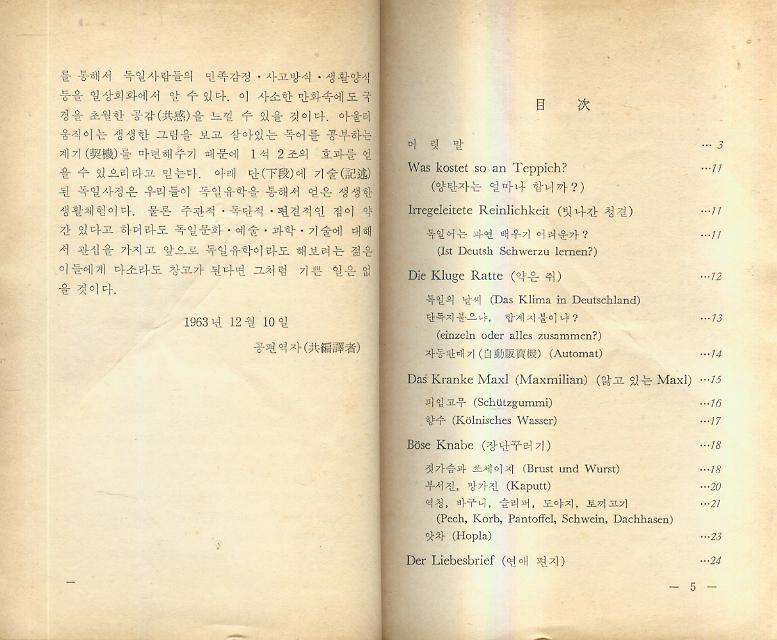 를 통해서 독일사람들의 민족감정・사고방식・생활양식
등을 일상회화에서 알 수 있다. 이 사소한 만화속에도 국
경을 초월한 공감(共感)을 느낄 수 있을 것이다. 아울러
움직이는 생생한 그림을 보고 살아있는 독어를 공부하는
계기(契機)를 마련해주기 때문에 1석 2조의 효과를 얻
을 수 있으리라고 믿는다. 아래 단(下段)에 기술(記述)
된 독일사정은 우리들이 독일유학을 통해서 얻은 생생한
생활체험이다. 물론 주관적・독단적・편견적인 점이 약
간 있다고 하더라도 독일문화・예술・과학・기술에 대해
서 관심을 가지고 앞으로 독일유학이라도 해보려는 젊은
이들에게 다소라도 참고가 된다면 그처럼 기쁜 일은 없
을 것이다.
1963년 12월 10일
공편역자(共編譯者)
目 次
머 릿 말 …3
Was kostet so an Teppich? …11
(양탄자는 얼마나 합니까?)
Irregeleitete Reinlichkeit (빗나간 청결) …11
독일어는 과연 배우기 어려운가? …11
(Ist Deutsh Schwerzu lernen?)
Die Kluge Ratte (약은 쥐) …12
독일의 날씨 (Das Klima in Deutschland)
단독지불으냐, 합계지불이냐? …13
(einzeln oder alles zusammen?)
자동판매기(自動販賣機) (Automat) …14
Das Kranke Maxl (Maxmilian) (앓고 있는 Maxl) …15
피임고무 (Schützgummi) …16
향수 (Kölnisches Wasser) …17
Böse Knabe (장난꾸러기) …18
젖가슴과 쏘세이지 (Brust und Wurst) …18
부서진, 망가진 (Kaputt) …20
역청, 바구니, 슬리퍼, 도야지, 토끼고기 …21
(Pech, Korb, Pantoffel, Schwein, Dachhasen)
앗차 (Hopla) …23
Der Liebesbrief (연애 편지) …24
— 5 —